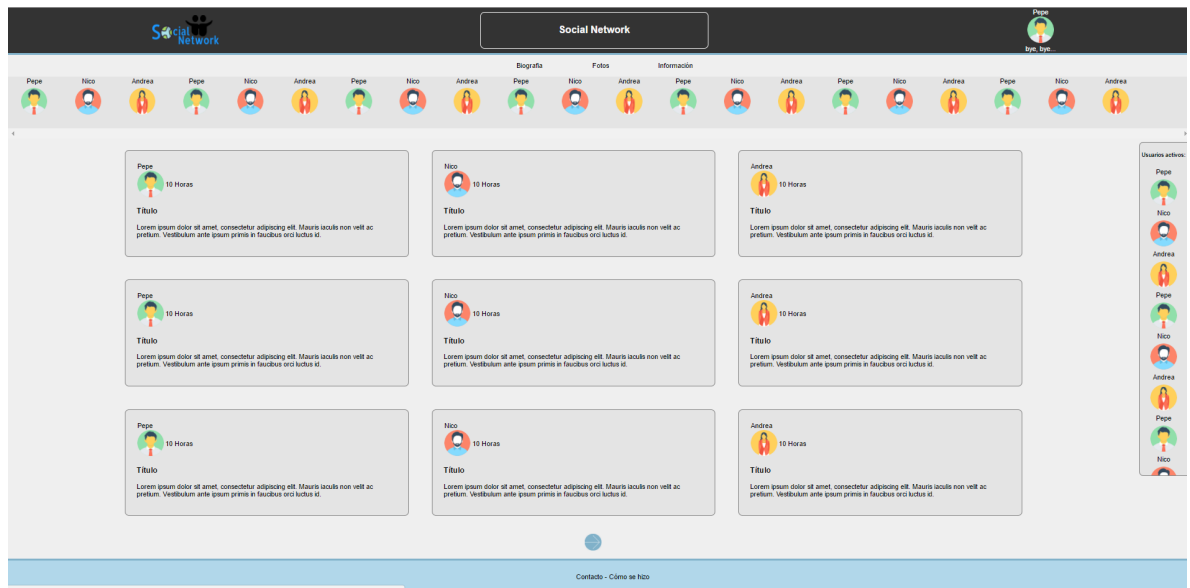 Social
Network
Social Network
Pepe
bye, bye...
Biografía Fotos Información
Pepe Nico Andrea Pepe Nico Andrea Pepe Nico Andrea Pepe Nico Andrea Pepe Nico Andrea Pepe Nico Andrea Pepe Nico Andrea
Pepe
10 Horas
Título
Lorem ipsum dolor sit amet, consectetur adipiscing elit. Mauris iaculis non velit ac
pretium. Vestibulum ante ipsum primis in faucibus orci luctus id.
Nico
10 Horas
Título
Lorem ipsum dolor sit amet, consectetur adipiscing elit. Mauris iaculis non velit ac
pretium. Vestibulum ante ipsum primis in faucibus orci luctus id.
Andrea
10 Horas
Título
Lorem ipsum dolor sit amet, consectetur adipiscing elit. Mauris iaculis non velit ac
pretium. Vestibulum ante ipsum primis in faucibus orci luctus id.
Pepe
10 Horas
Título
Lorem ipsum dolor sit amet, consectetur adipiscing elit. Mauris iaculis non velit ac
pretium. Vestibulum ante ipsum primis in faucibus orci luctus id.
Nico
10 Horas
Título
Lorem ipsum dolor sit amet, consectetur adipiscing elit. Mauris iaculis non velit ac
pretium. Vestibulum ante ipsum primis in faucibus orci luctus id.
Andrea
10 Horas
Título
Lorem ipsum dolor sit amet, consectetur adipiscing elit. Mauris iaculis non velit ac
pretium. Vestibulum ante ipsum primis in faucibus orci luctus id.
Pepe
10 Horas
Título
Lorem ipsum dolor sit amet, consectetur adipiscing elit. Mauris iaculis non velit ac
pretium. Vestibulum ante ipsum primis in faucibus orci luctus id.
Nico
10 Horas
Título
Lorem ipsum dolor sit amet, consectetur adipiscing elit. Mauris iaculis non velit ac
pretium. Vestibulum ante ipsum primis in faucibus orci luctus id.
Andrea
10 Horas
Título
Lorem ipsum dolor sit amet, consectetur adipiscing elit. Mauris iaculis non velit ac
pretium. Vestibulum ante ipsum primis in faucibus orci luctus id.
Usuarios activos:
Pepe
Nico
Andrea
Pepe
Nico
Andrea
Pepe
Nico
Contacto - Cómo se hizo